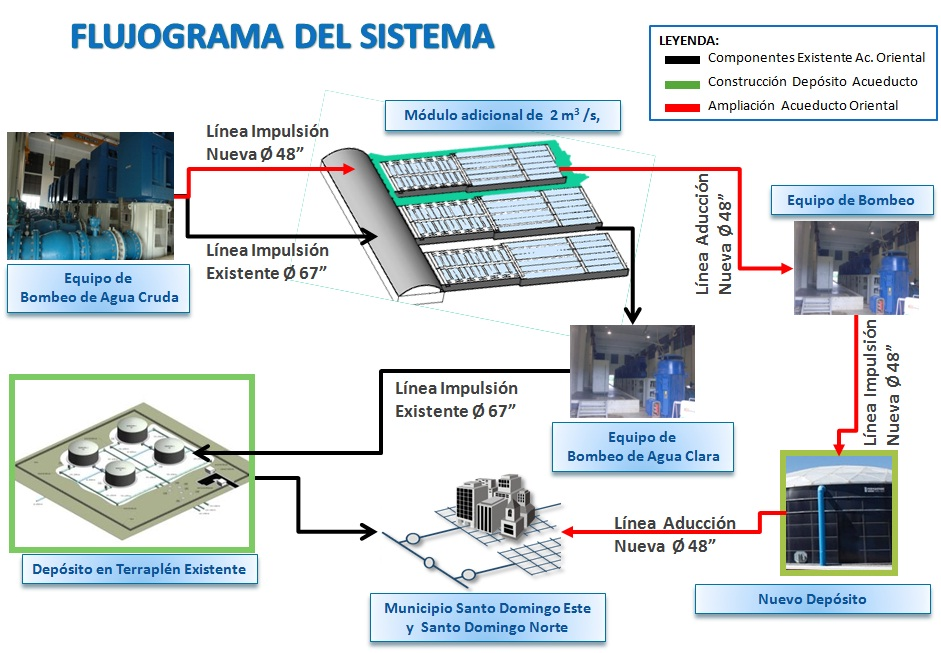 FLUJOGRAMA DEL SISTEMA
LEYENDA:
Componentes Existente Ac. Oriental
Construcción Depósito Acueducto
Ampliación Acueducto Oriental
Módulo adicional de 2 m³ /s,
Línea Impulsión
Nueva Ø 48”
Línea Impulsión
Existente Ø 67”
Equipo de
Bombeo de Agua Cruda
Línea Aducción
Nueva Ø 48”
Equipo de Bombeo
Línea Impulsión
Nueva Ø 48”
Línea Impulsión
Existente Ø 67”
Equipo de
Bombeo de Agua Clara
Línea Aducción
Nueva Ø 48”
Depósito en Terraplén Existente
Municipio Santo Domingo Este
y Santo Domingo Norte
Nuevo Depósito